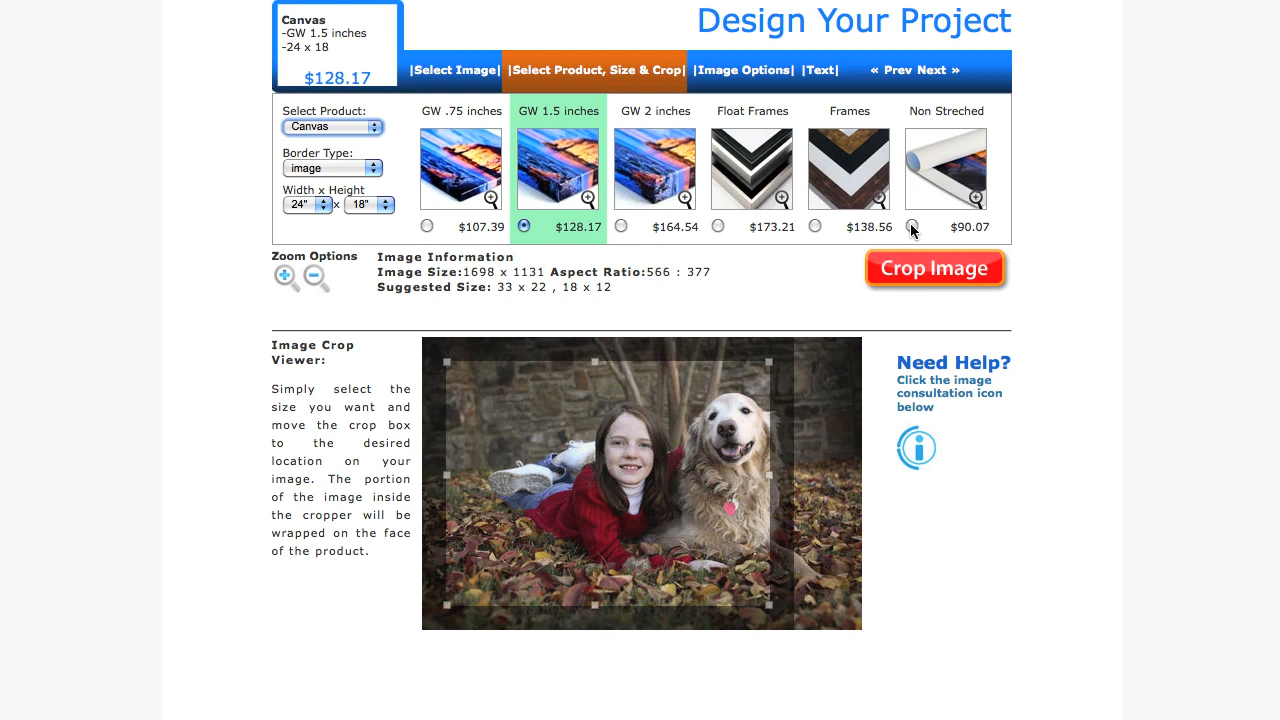 Canvas
-GW 1.5 inches
-24 x 18
$128.17
Design Your Project
|Select Image| |Select Product, Size & Crop| |Image Options| |Text| « Prev Next »
Select Product:
Canvas
Border Type:
image
Width x Height
24" x 18"
GW .75 inches GW 1.5 inches GW 2 inches Float Frames Frames Non Streched
$107.39 $128.17 $164.54 $173.21 $138.56 $90.07
Zoom Options
Image Information
Image Size:1698 x 1131 Aspect Ratio:566 : 377
Suggested Size: 33 x 22 , 18 x 12
Crop Image
Image Crop
Viewer:
Simply select the
size you want and
move the crop box
to the desired
location on your
image. The portion
of the image inside
the cropper will be
wrapped on the face
of the product.
Need Help?
Click the image
consultation icon
below